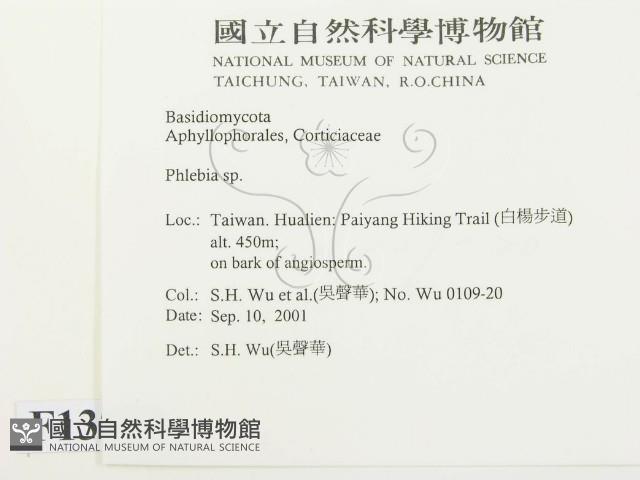 國立自然科學博物館
NATIONAL MUSEUM OF NATURAL SCIENCE
TAICHUNG, TAIWAN, R.O.CHINA
Basidiomycota
Aphyllophorales, Corticiaceae
Phlebia sp.
Loc.: Taiwan. Hualien: Paiyang Hiking Trail (白楊步道)
alt. 450m;
on bark of angiosperm.
Col.: S.H. Wu et al.(吳聲華); No. Wu 0109-20
Date: Sep. 10, 2001
Det.: S.H. Wu(吳聲華)
F13
國立自然科學博物館
NATIONAL MUSEUM OF NATURAL SCIENCE